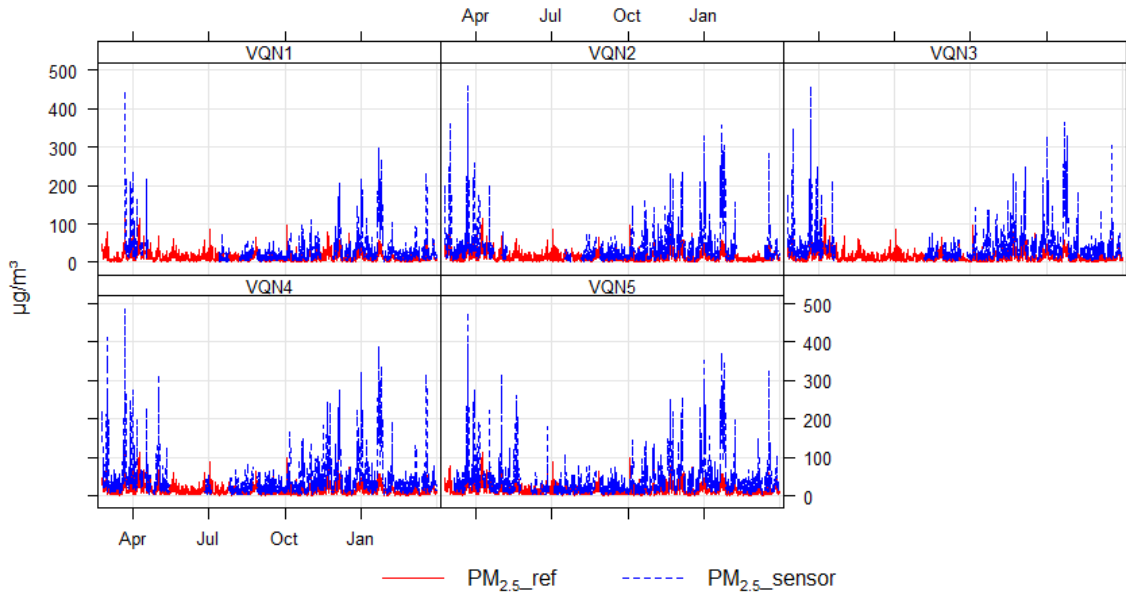 Apr Jul Oct Jan
VQN1 VQN2 VQN3
500
400
300
200
100
0
µg/m³
VQN4 VQN5
500
400
300
200
100
0
Apr Jul Oct Jan
PM₂.₅_ref PM₂.₅_sensor